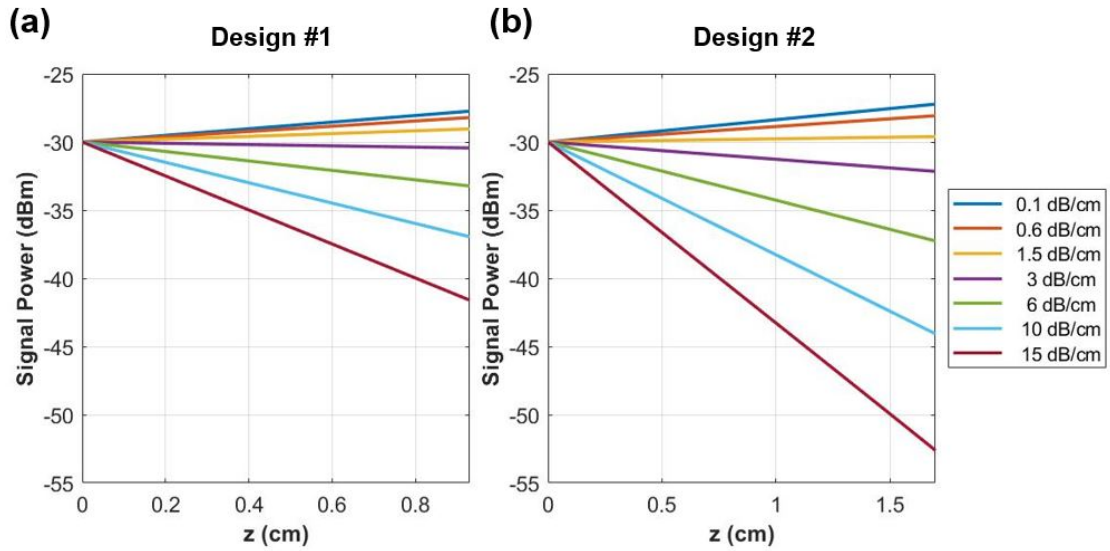 (a)
Design #1
-25
-30
-35
-40
-45
-50
-55
Signal Power (dBm)
0
0.2
0.4
0.6
0.8
z (cm)
(b)
Design #2
-25
-30
-35
-40
-45
-50
-55
Signal Power (dBm)
0
0.5
1
1.5
z (cm)
0.1 dB/cm
0.6 dB/cm
1.5 dB/cm
3 dB/cm
6 dB/cm
10 dB/cm
15 dB/cm